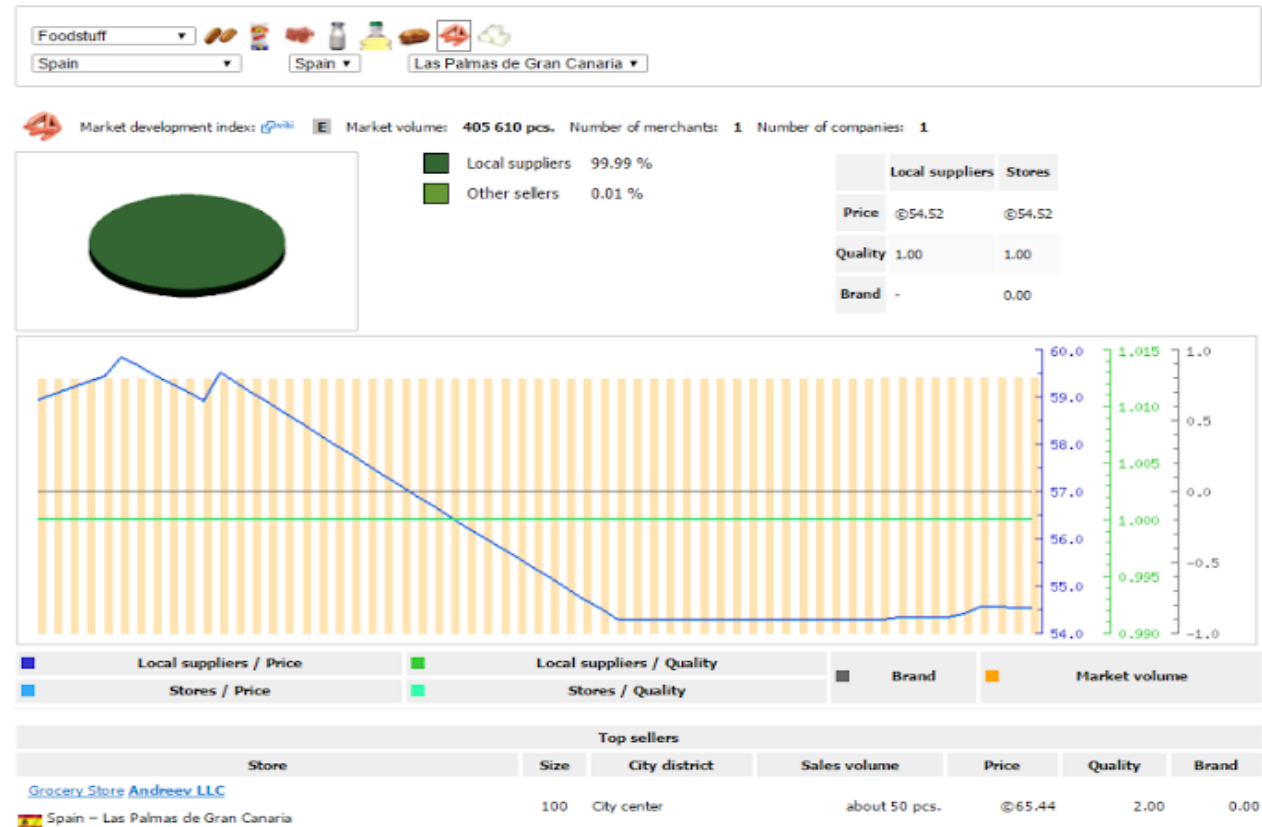 Foodstuff
Spain Spain Las Palmas de Gran Canaria
Market development index: wiki E Market volume: 405 610 pcs. Number of merchants: 1 Number of companies: 1
Local suppliers 99.99 %
Other sellers 0.01 %
Local suppliers Stores
Price ©54.52 ©54.52
Quality 1.00 1.00
Brand - 0.00
60.0 1.015 1.0
59.0 1.010 0.5
58.0 1.005
57.0 0.0
56.0 1.000
55.0 0.995 -0.5
54.0 0.990 -1.0
Local suppliers / Price Local suppliers / Quality Brand Market volume
Stores / Price Stores / Quality
Top sellers
Store Size City district Sales volume Price Quality Brand
Grocery Store Andreev LLC
Spain – Las Palmas de Gran Canaria 100 City center about 50 pcs. ©65.44 2.00 0.00